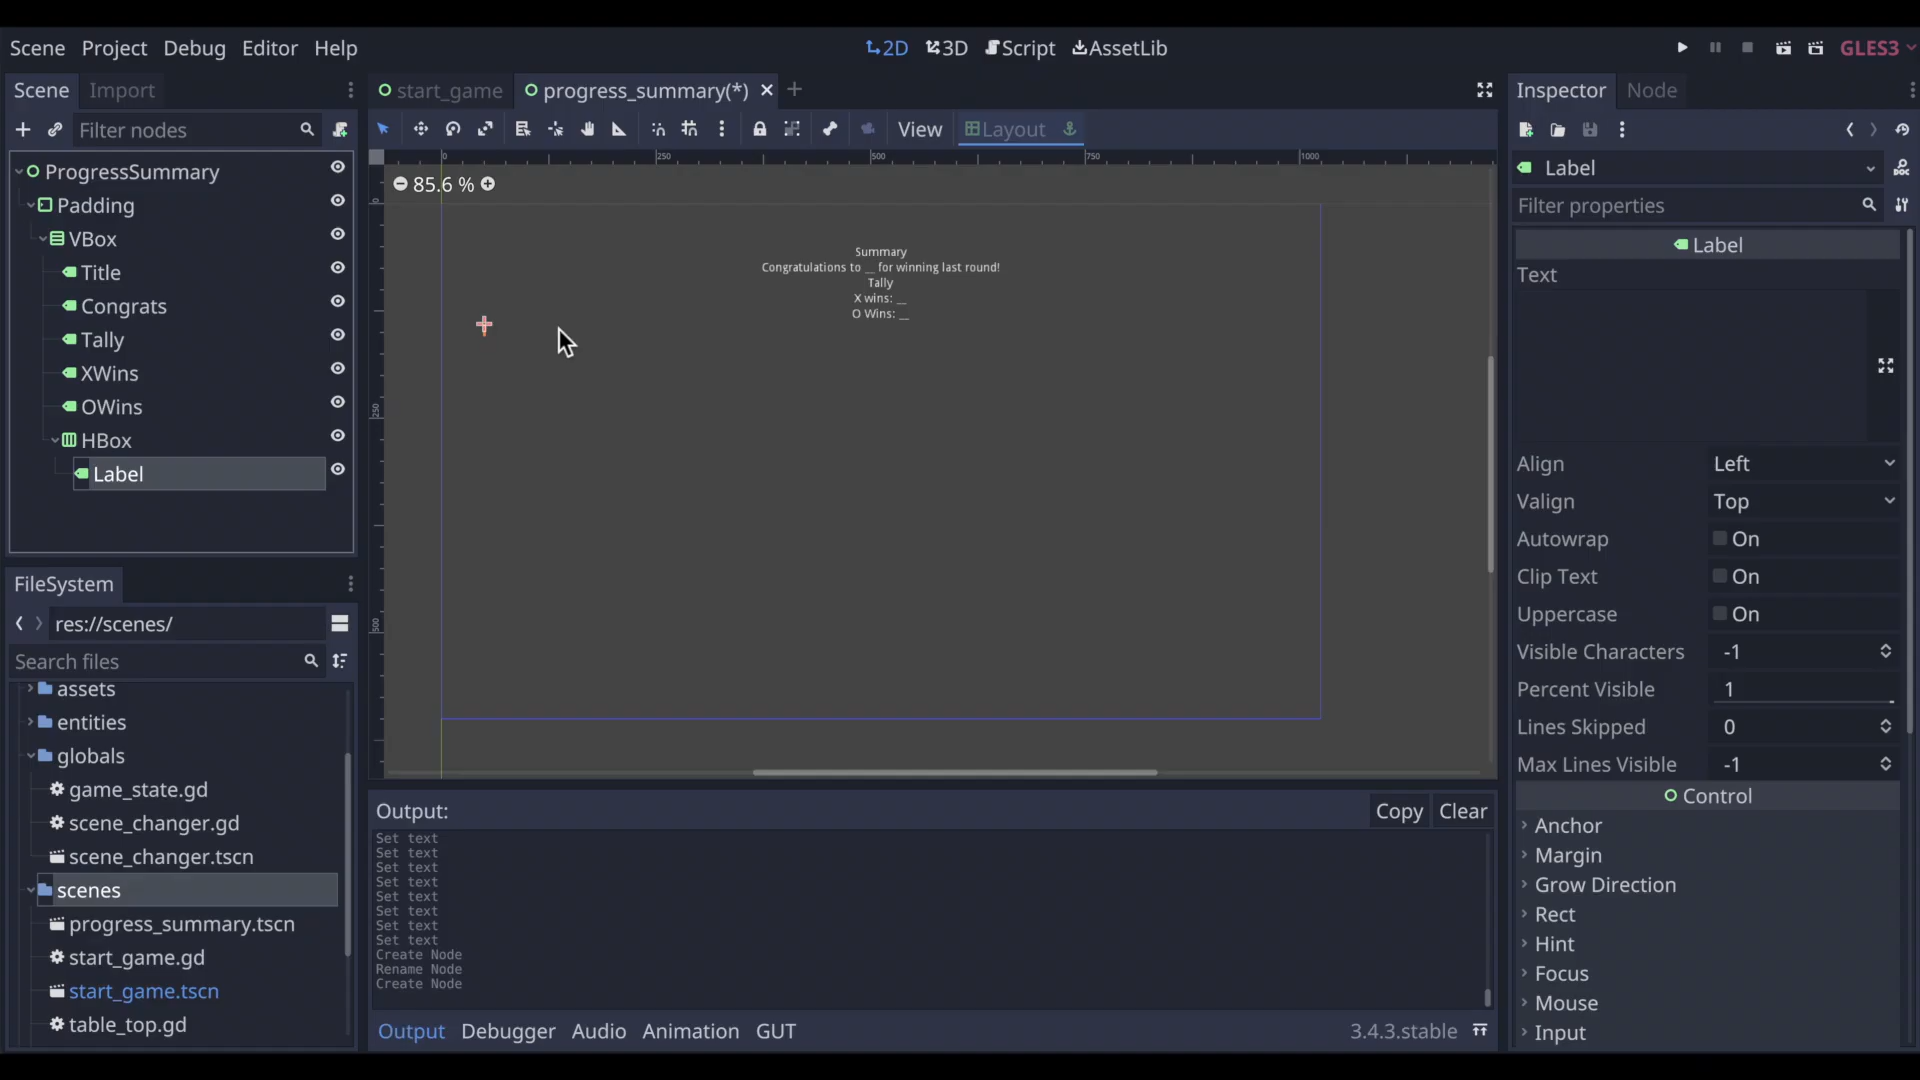 Scene Project Debug Editor Help
2D 3D Script AssetLib
GLES3
Scene Import
start_game progress_summary(*)
Inspector Node
Filter nodes
View Layout
Label
Filter properties
ProgressSummary
Padding
VBox
Title
Congrats
Tally
XWins
OWins
HBox
Label
0 250 500 750 1000
0
250
500
85.6 %
Summary
Congratulations to __ for winning last round!
Tally
X wins: __
O Wins: __
Label
Text
Align Left
Valign Top
Autowrap On
Clip Text On
Uppercase On
Visible Characters -1
Percent Visible 1
Lines Skipped 0
Max Lines Visible -1
Control
Anchor
Margin
Grow Direction
Rect
Hint
Focus
Mouse
Input
FileSystem
res://scenes/
Search files
assets
entities
globals
game_state.gd
scene_changer.gd
scene_changer.tscn
scenes
progress_summary.tscn
start_game.gd
start_game.tscn
table_top.gd
Output:
Copy Clear
Set text
Set text
Set text
Set text
Set text
Set text
Set text
Set text
Create Node
Rename Node
Create Node
Output Debugger Audio Animation GUT
3.4.3.stable